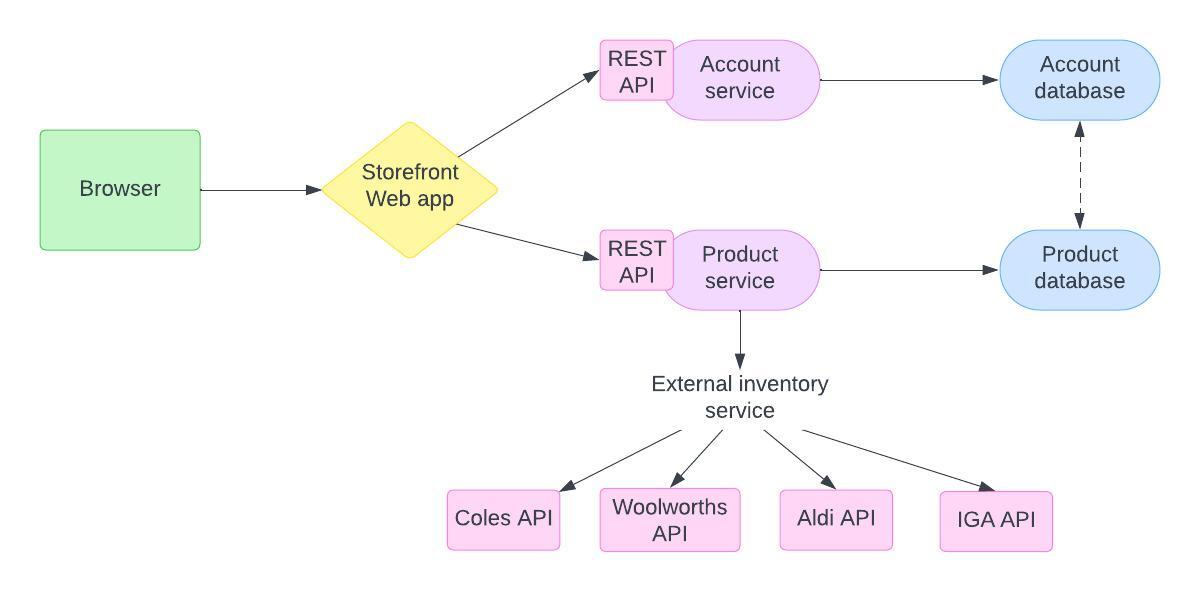 REST
API
Account
service
Account
database
Browser
Storefront
Web app
REST
API
Product
service
Product
database
External inventory
service
Coles API
Woolworths
API
Aldi API
IGA API